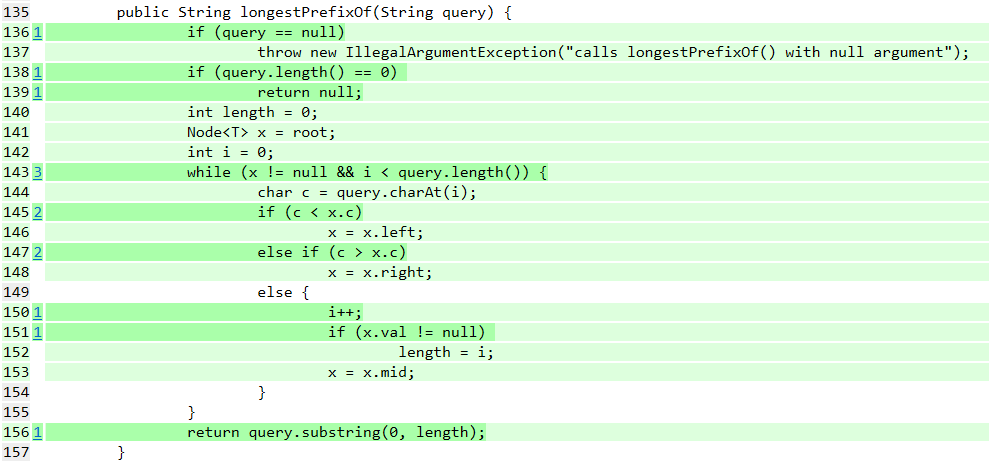 135 public String longestPrefixOf(String query) {
136 1 if (query == null)
137 throw new IllegalArgumentException("calls longestPrefixOf() with null argument");
138 1 if (query.length() == 0)
139 1 return null;
140 int length = 0;
141 Node<T> x = root;
142 int i = 0;
143 3 while (x != null && i < query.length()) {
144 char c = query.charAt(i);
145 2 if (c < x.c)
146 x = x.left;
147 2 else if (c > x.c)
148 x = x.right;
149 else {
150 1 i++;
151 1 if (x.val != null)
152 length = i;
153 x = x.mid;
154 }
155 }
156 1 return query.substring(0, length);
157 }